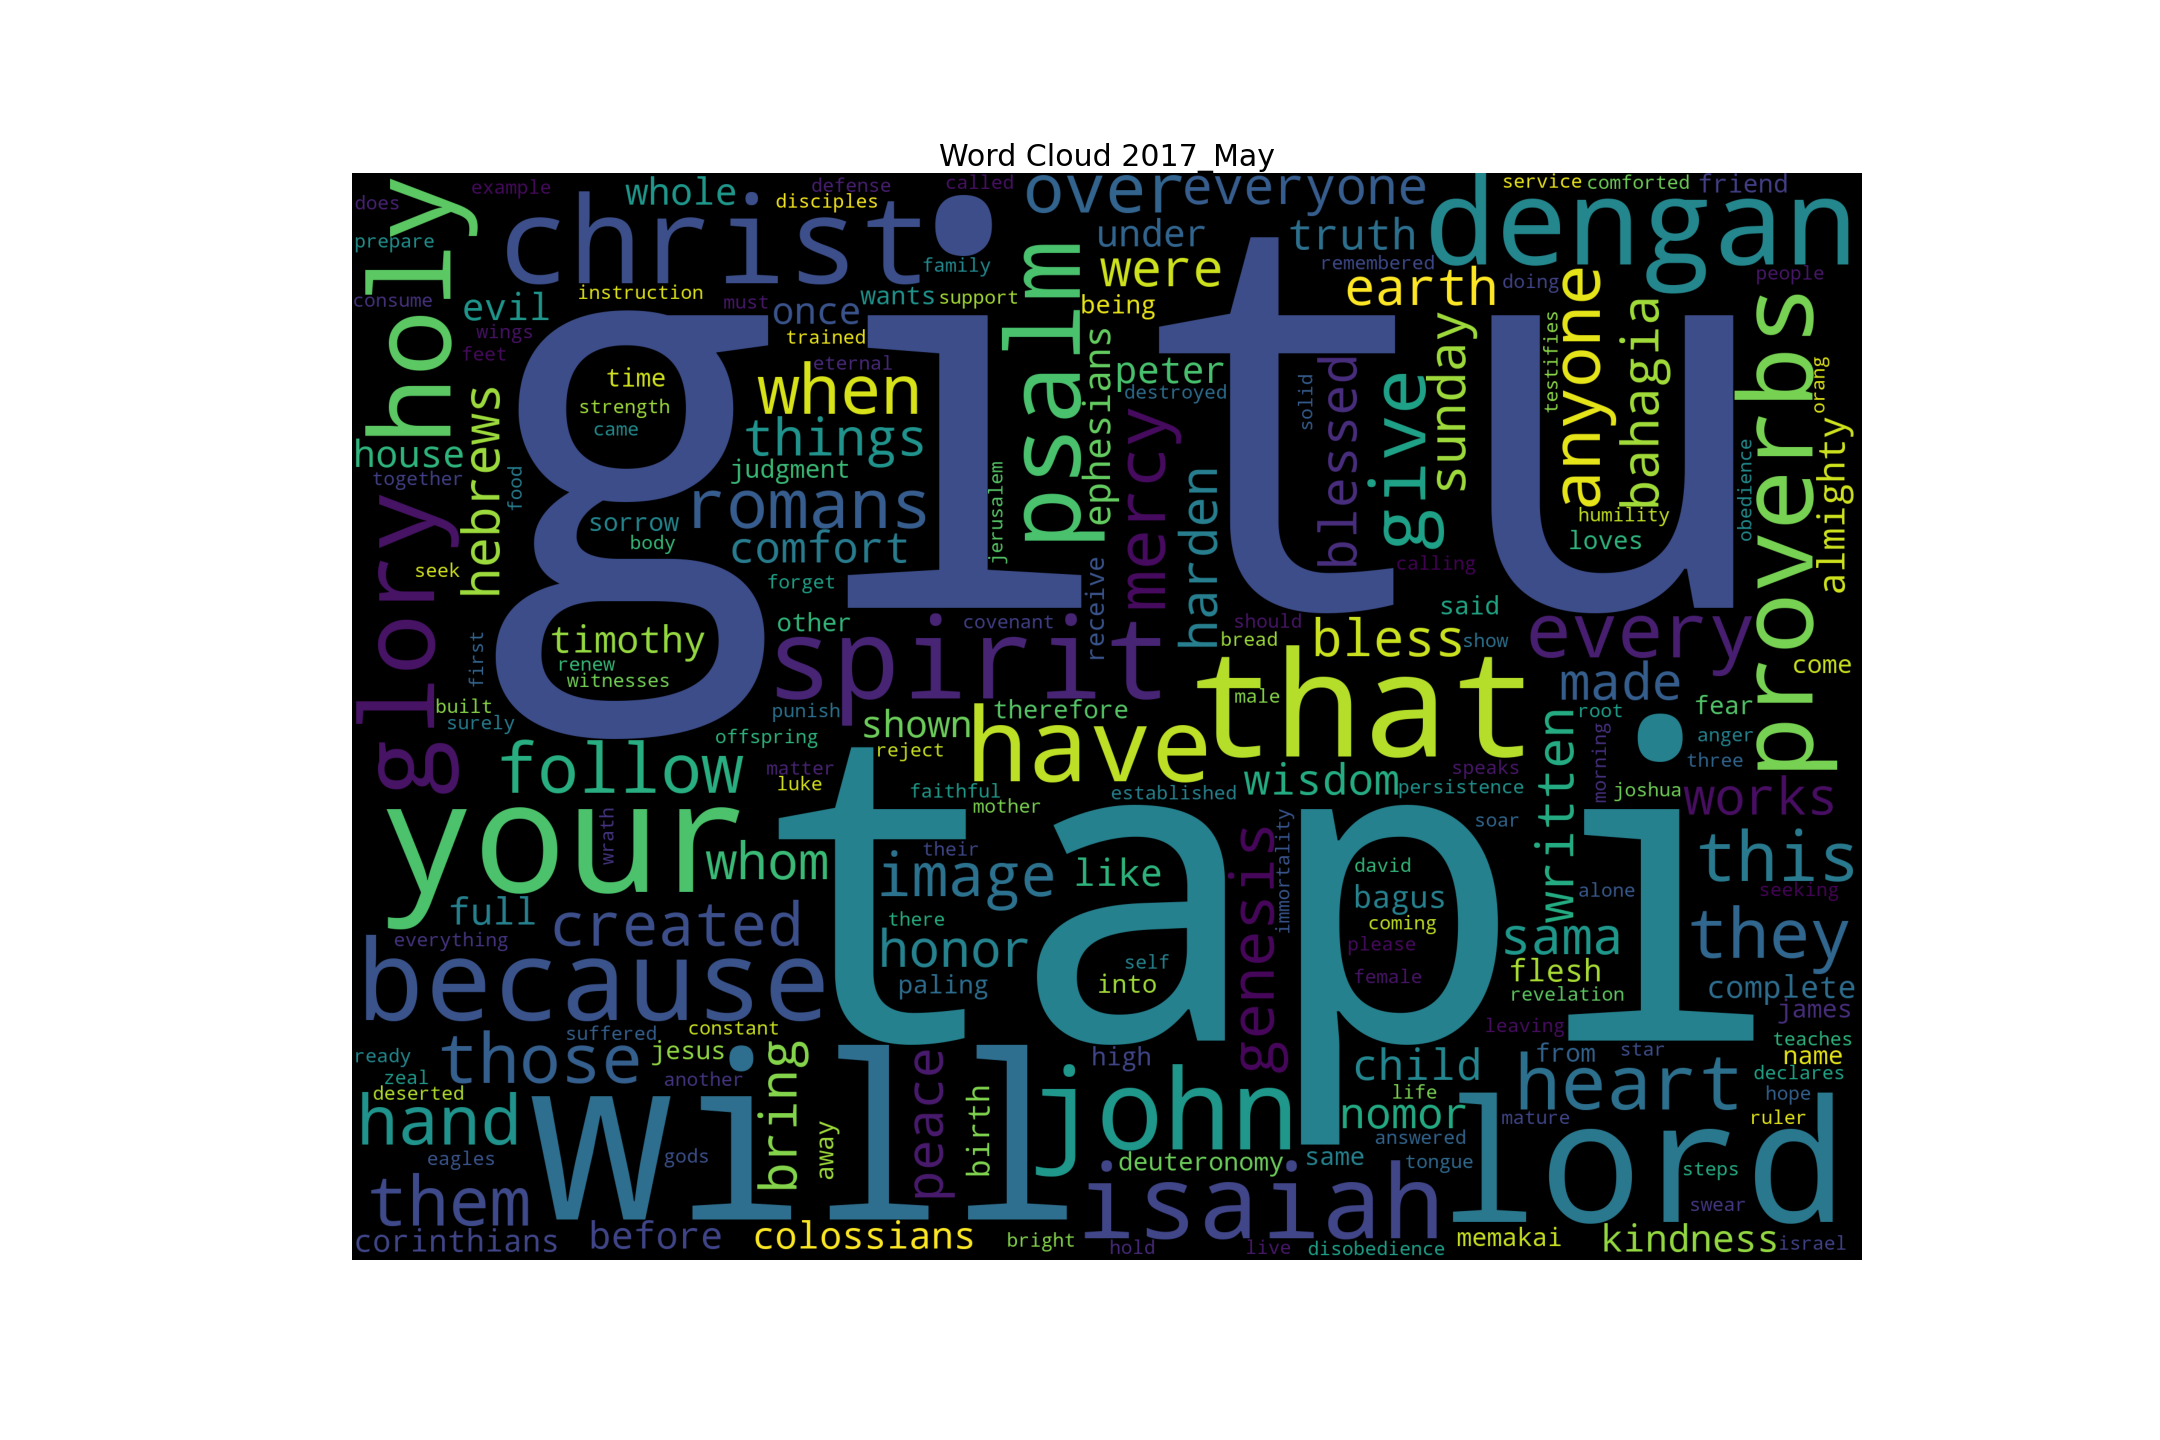 Word Cloud 2017_May
does example whole defense called over everyone service comforted friend
holy christ disciples dengan
prepare family under truth remembered people
consume evil instruction must once wants support psalm were being earth doing anyone bahagia proverbs
wings feet trained gitu sunday testifies
time when eternal ephesians peter destroyed solid blessed give orang
strength came things mercy harden almighty
house together hebrews food judgment romans jerusalem obedience
sorrow body comfort humility loves
glory seek forget receive calling
first timothy other spirit covenant should said every
renew witnesses bread bless show come
built surely punish shown therefore that male made root fear
offspring reject have written morning anger three
follow matter luke faithful mother established wisdom persistence speaks joshua works
your wrath whom their image like genesis immortality tapi soar this
david bagus alone seeking
full created there honor coming sama they
everything because paling self into please female flesh revelation complete
suffered constant leaving james
ready those jesus bring peace high child from star teaches name
zeal another birth life heart declares
deserted hand will john nomor mature hope ruler lord
eagles gods away deuteronomy same answered tongue steps
them isaiah swear
corinthians before colossians bright hold live disobedience memakai kindness israel